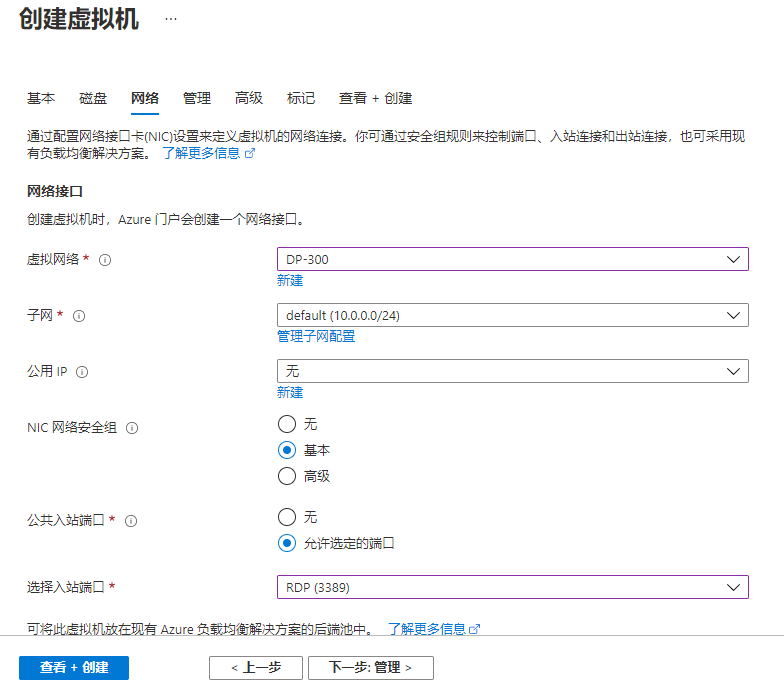 创建虚拟机 ...
基本 磁盘 网络 管理 高级 标记 查看 + 创建
通过配置网络接口卡(NIC)设置来定义虚拟机的网络连接。你可通过安全组规则来控制端口、入站连接和出站连接，也可采用现
有负载均衡解决方案。 了解更多信息
网络接口
创建虚拟机时，Azure 门户会创建一个网络接口。
虚拟网络 * DP-300
新建
子网 * default (10.0.0.0/24)
管理子网配置
公用 IP 无
新建
NIC 网络安全组 无
基本
高级
公共入站端口 * 无
允许选定的端口
选择入站端口 * RDP (3389)
可将此虚拟机放在现有 Azure 负载均衡解决方案的后端池中。 了解更多信息
查看 + 创建 < 上一步 下一步: 管理 >